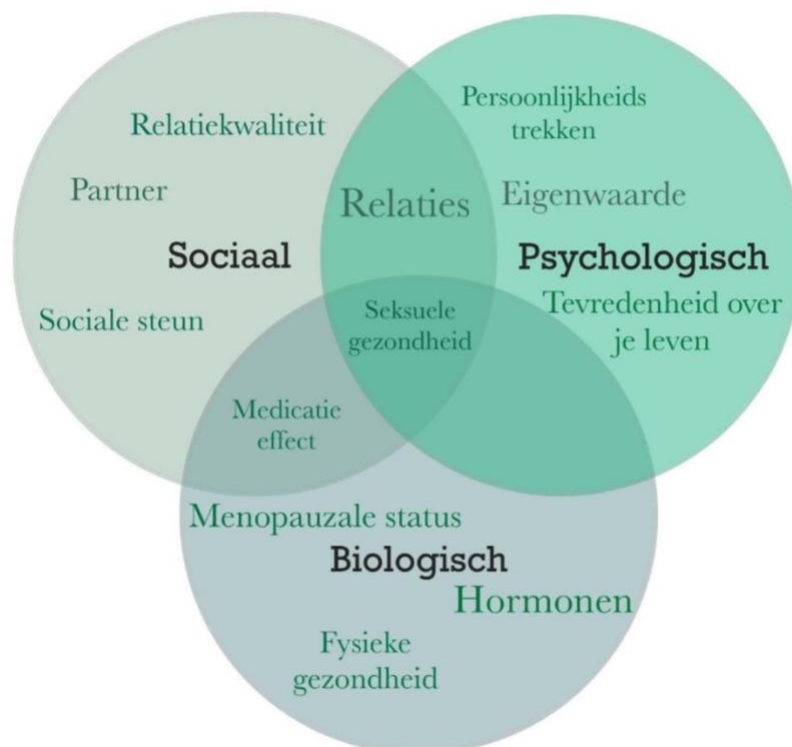 Relatiekwaliteit
Partner
Sociaal
Sociale steun
Relaties
Persoonlijkheids
trekken
Eigenwaarde
Psychologisch
Tevredenheid over
je leven
Seksuele
gezondheid
Medicatie
effect
Menopauzale status
Biologisch
Hormonen
Fysieke
gezondheid